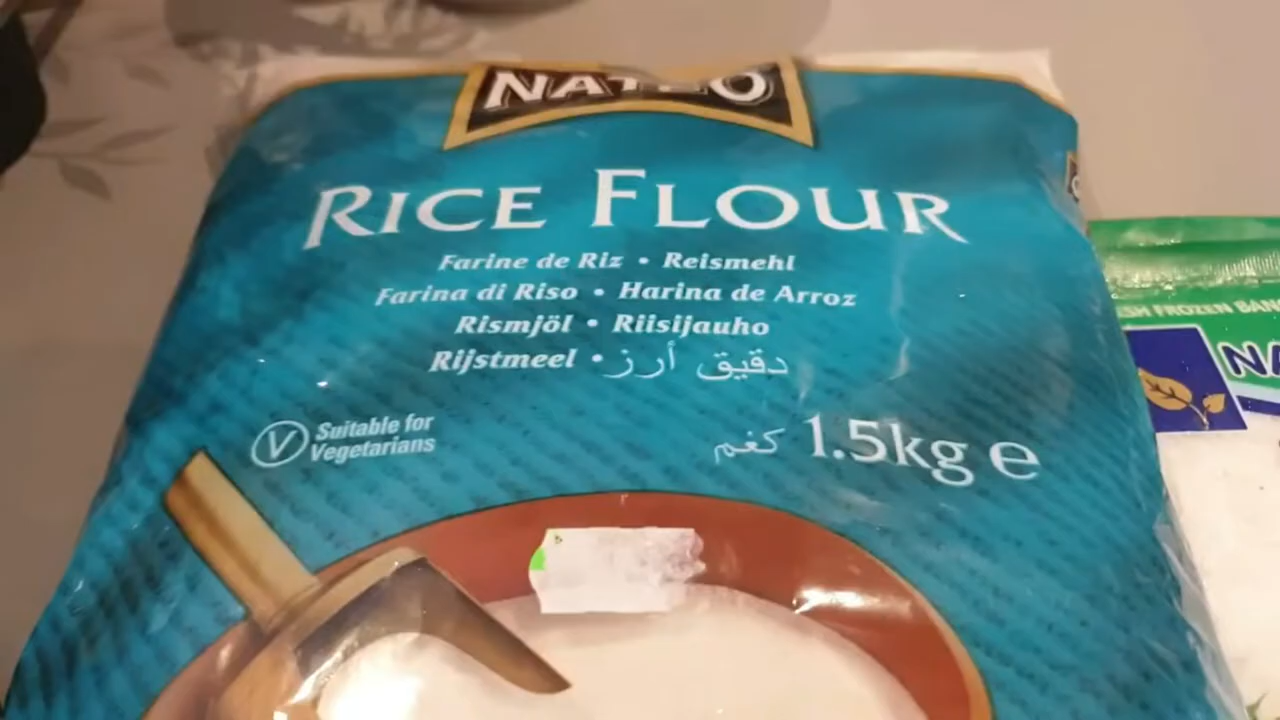 RICE FLOUR
Farine de Riz • Reismehl
Farina di Riso • Harina de Arroz
Rismjöl • Riisijauho
Rijstmeel • دقيق أرز
V Suitable for
Vegetarians
1.5kg e كغم
FROZEN